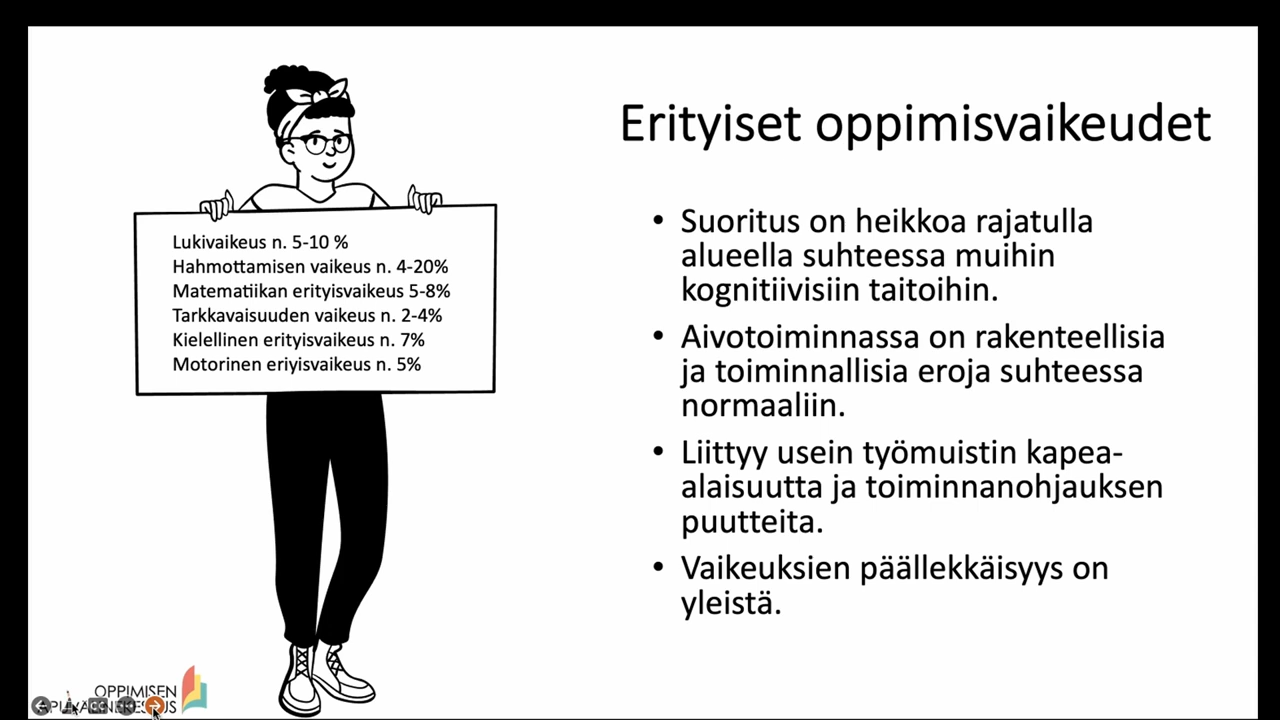 Erityiset oppimisvaikeudet
Lukivaikeus n. 5-10 %
Hahmottamisen vaikeus n. 4-20%
Matematiikan erityisvaikeus 5-8%
Tarkkavaisuuden vaikeus n. 2-4%
Kielellinen erityisvaikeus n. 7%
Motorinen eriyisvaikeus n. 5%
• Suoritus on heikkoa rajatulla
alueella suhteessa muihin
kognitiivisiin taitoihin.
• Aivotoiminnassa on rakenteellisia
ja toiminnallisia eroja suhteessa
normaaliin.
• Liittyy usein työmuistin kapea-
alaisuutta ja toiminnanohjauksen
puutteita.
• Vaikeuksien päällekkäisyys on
yleistä.
OPPIMISEN